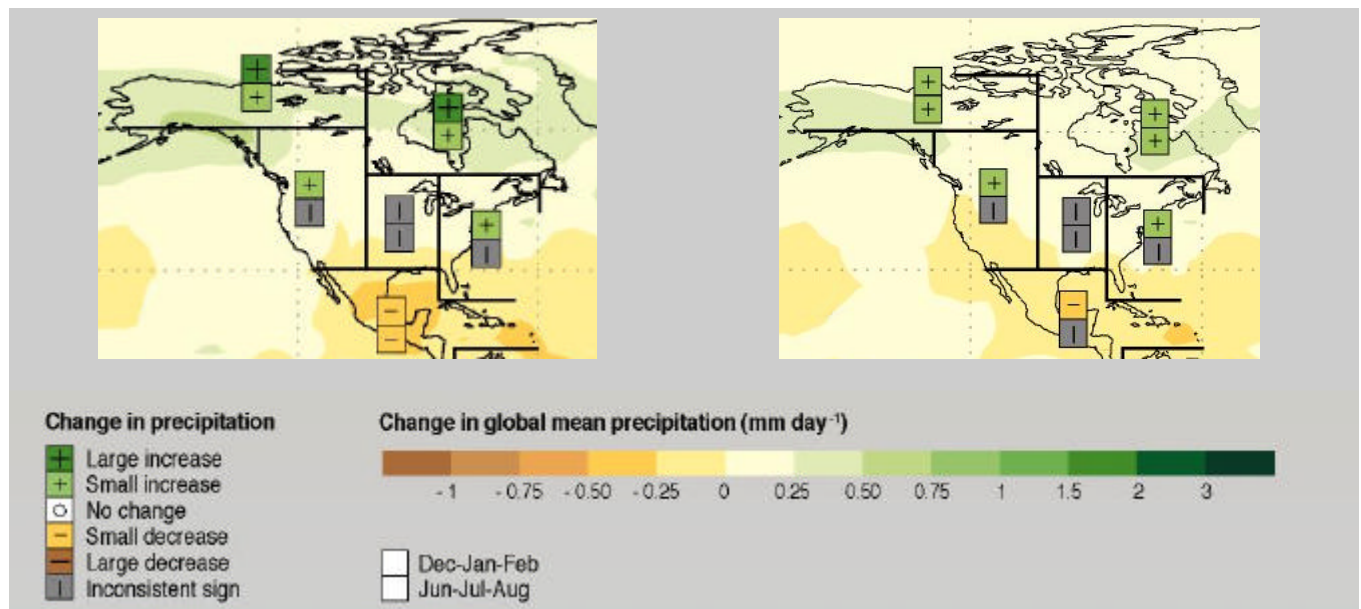 Change in precipitation
Large increase
Small increase
No change
Small decrease
Large decrease
Inconsistent sign
Change in global mean precipitation (mm day⁻¹)
- 1 - 0.75 - 0.50 - 0.25 0 0.25 0.50 0.75 1 1.5 2 3
Dec-Jan-Feb
Jun-Jul-Aug